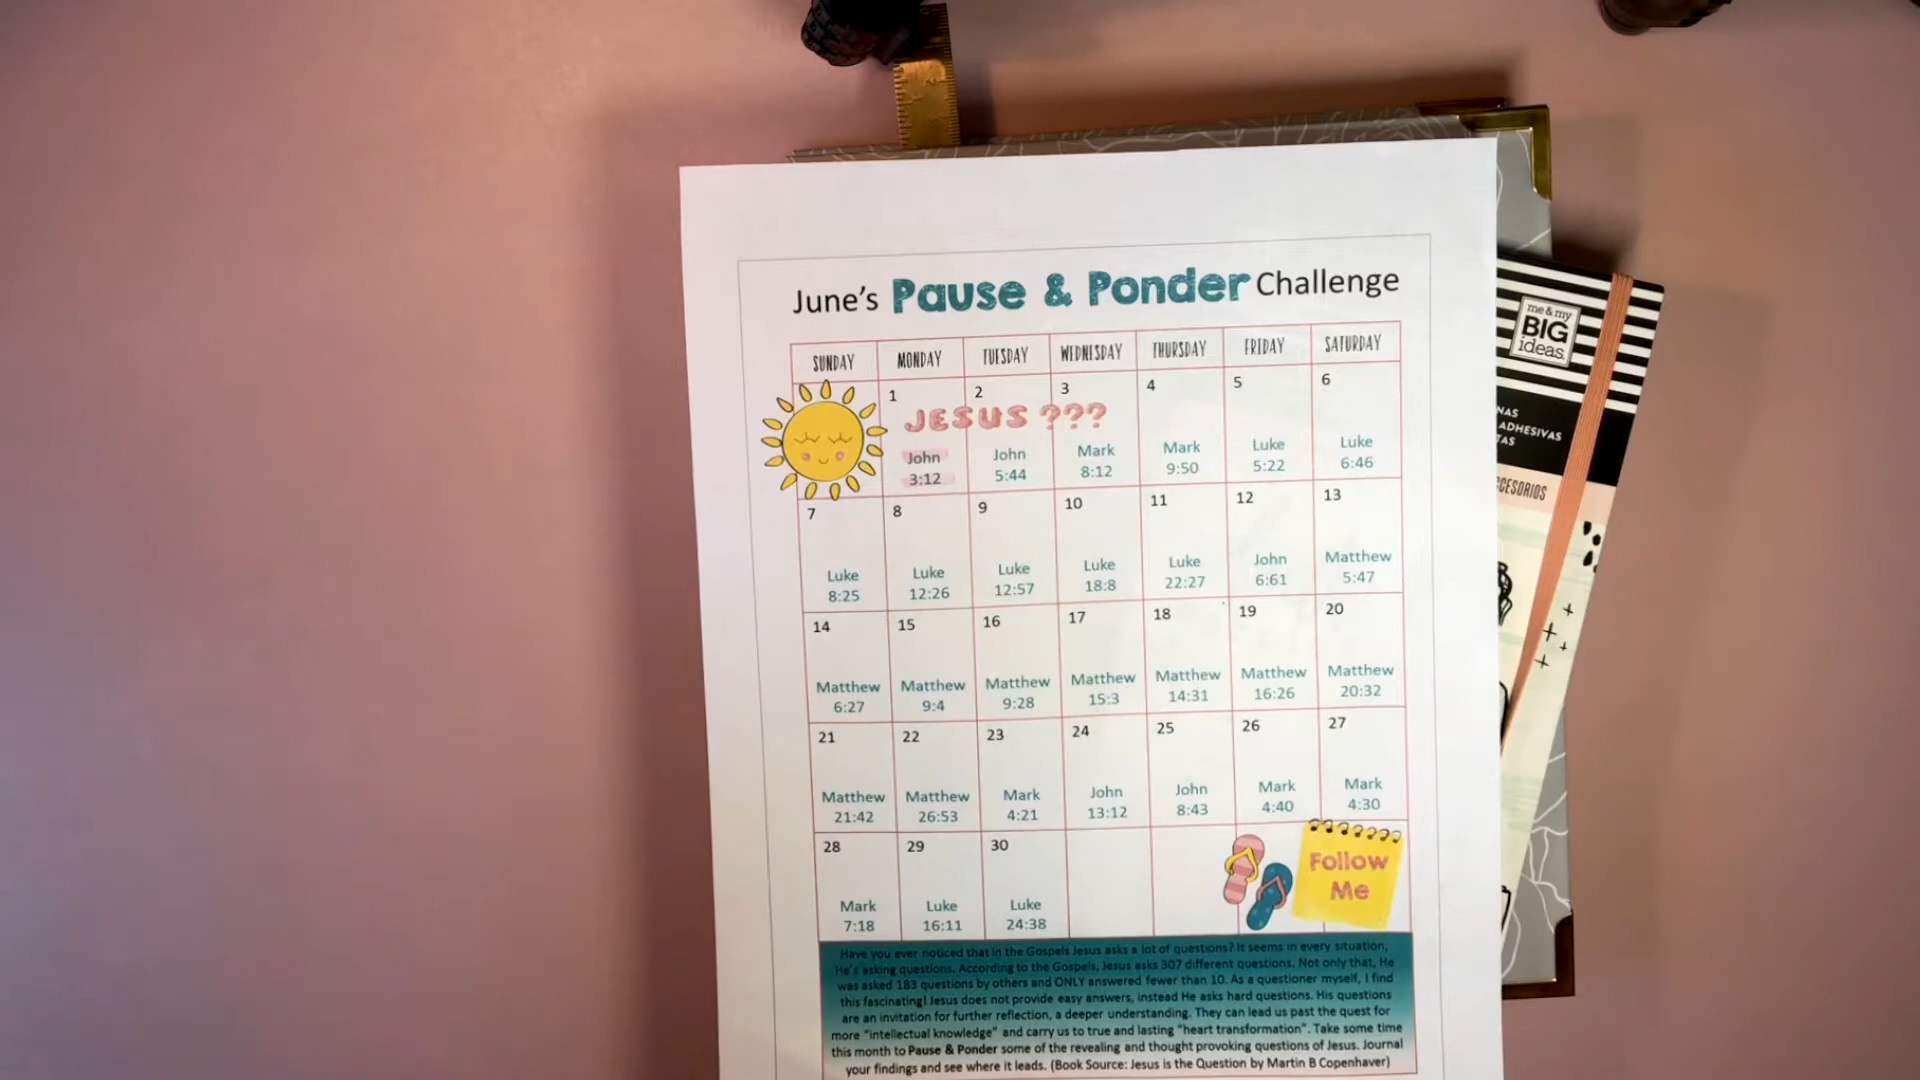 June's Pause & Ponder Challenge
SUNDAY MONDAY TUESDAY WEDNESDAY THURSDAY FRIDAY SATURDAY
1 2 3 4 5 6
JESUS ???
John John Mark Mark Luke Luke
3:12 5:44 8:12 9:50 5:22 6:46
7 8 9 10 11 12 13
Luke Luke Luke Luke Luke John Matthew
8:25 12:26 12:57 18:8 22:27 6:61 5:47
14 15 16 17 18 19 20
Matthew Matthew Matthew Matthew Matthew Matthew Matthew
6:27 9:4 9:28 15:3 14:31 16:26 20:32
21 22 23 24 25 26 27
Matthew Matthew Mark John John Mark Mark
21:42 26:53 4:21 13:12 8:43 4:40 4:30
28 29 30
Mark Luke Luke
7:18 16:11 24:38
Follow
Me
Have you ever noticed that in the Gospels Jesus asks a lot of questions? It seems in every situation,
He's asking questions. According to the Gospels, Jesus asks 307 different questions. Not only that, He
was asked 183 questions by others and ONLY answered fewer than 10. As a questioner myself, I find
this fascinating! Jesus does not provide easy answers, instead He asks hard questions. His questions
are an invitation for further reflection, a deeper understanding. They can lead us past the quest for
more "intellectual knowledge" and carry us to true and lasting "heart transformation". Take some time
this month to Pause & Ponder some of the revealing and thought provoking questions of Jesus. Journal
your findings and see where it leads. (Book Source: Jesus is the Question by Martin B Copenhaver)
me & my
BIG
ideas.
ADHESIVAS